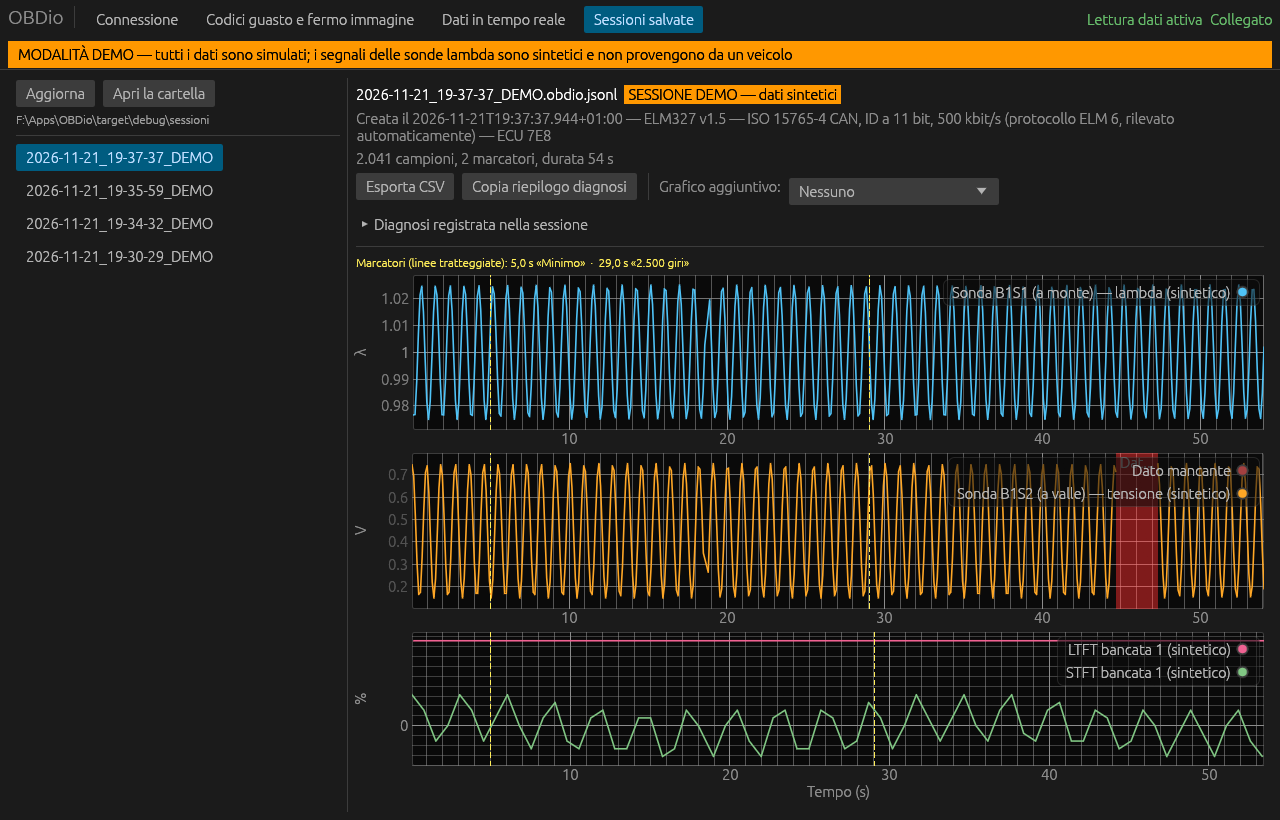 OBDio Connessione Codici guasto e fermo immagine Dati in tempo reale Sessioni salvate Lettura dati attiva Collegato
MODALITÀ DEMO — tutti i dati sono simulati; i segnali delle sonde lambda sono sintetici e non provengono da un veicolo
Aggiorna Apri la cartella
F:\Apps\OBDio\target\debug\sessioni
2026-11-21_19-37-37_DEMO
2026-11-21_19-35-59_DEMO
2026-11-21_19-34-32_DEMO
2026-11-21_19-30-29_DEMO
2026-11-21_19-37-37_DEMO.obdio.jsonl SESSIONE DEMO — dati sintetici
Creata il 2026-11-21T19:37:37.944+01:00 — ELM327 v1.5 — ISO 15765-4 CAN, ID a 11 bit, 500 kbit/s (protocollo ELM 6, rilevato
automaticamente) — ECU 7E8
2.041 campioni, 2 marcatori, durata 54 s
Esporta CSV Copia riepilogo diagnosi Grafico aggiuntivo: Nessuno
Diagnosi registrata nella sessione
Marcatori (linee tratteggiate): 5,0 s «Minimo» · 29,0 s «2.500 giri»
Sonda B1S1 (a monte) — lambda (sintetico)
1.02
1.01
1
0.99
0.98
λ
10 20 30 40 50
Dat
Dato mancante
Sonda B1S2 (a valle) — tensione (sintetico)
0.7
0.6
0.5
0.4
0.3
0.2
V
10 20 30 40 50
LTFT bancata 1 (sintetico)
STFT bancata 1 (sintetico)
%
0
10 20 30 40 50
Tempo (s)